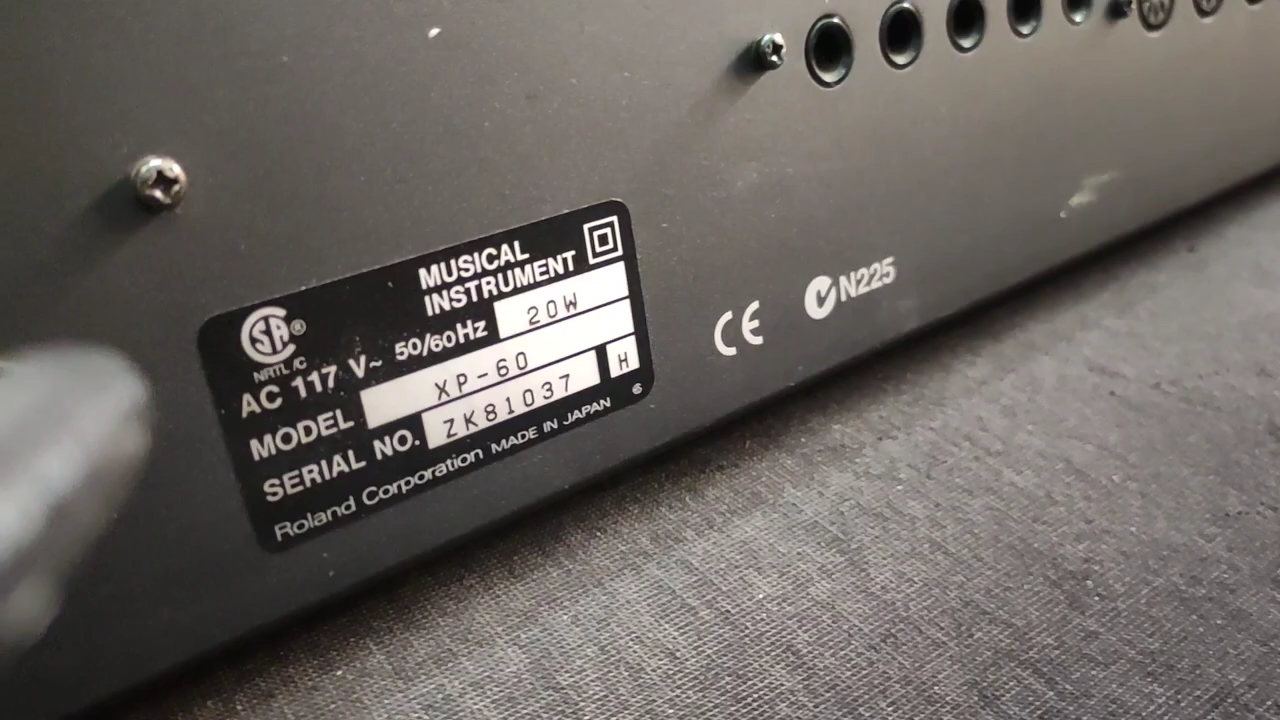 MUSICAL
INSTRUMENT
SA®
NRTL/C
AC 117 V~ 50/60Hz 20W
MODEL XP-60
SERIAL NO. ZK81037 H
Roland Corporation MADE IN JAPAN
CE N225